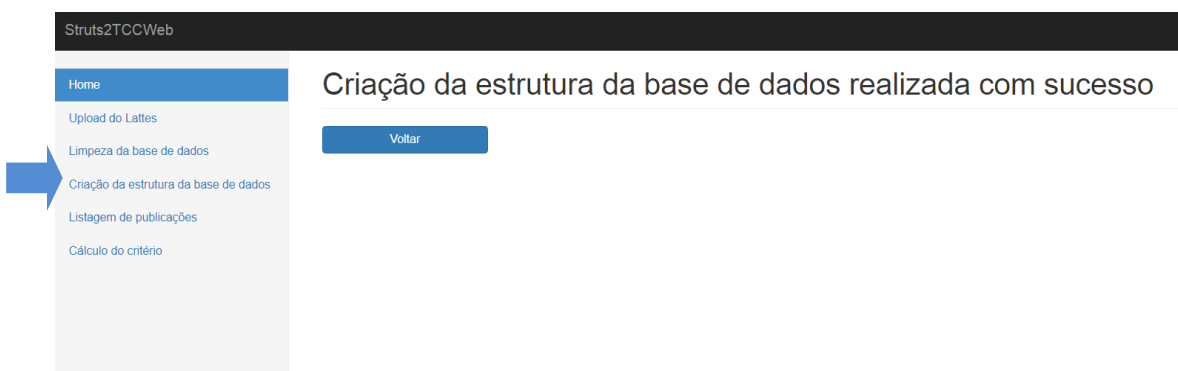 Struts2TCCWeb
Home
Upload do Lattes
Limpeza da base de dados
Criação da estrutura da base de dados
Listagem de publicações
Cálculo do critério
Criação da estrutura da base de dados realizada com sucesso
Voltar